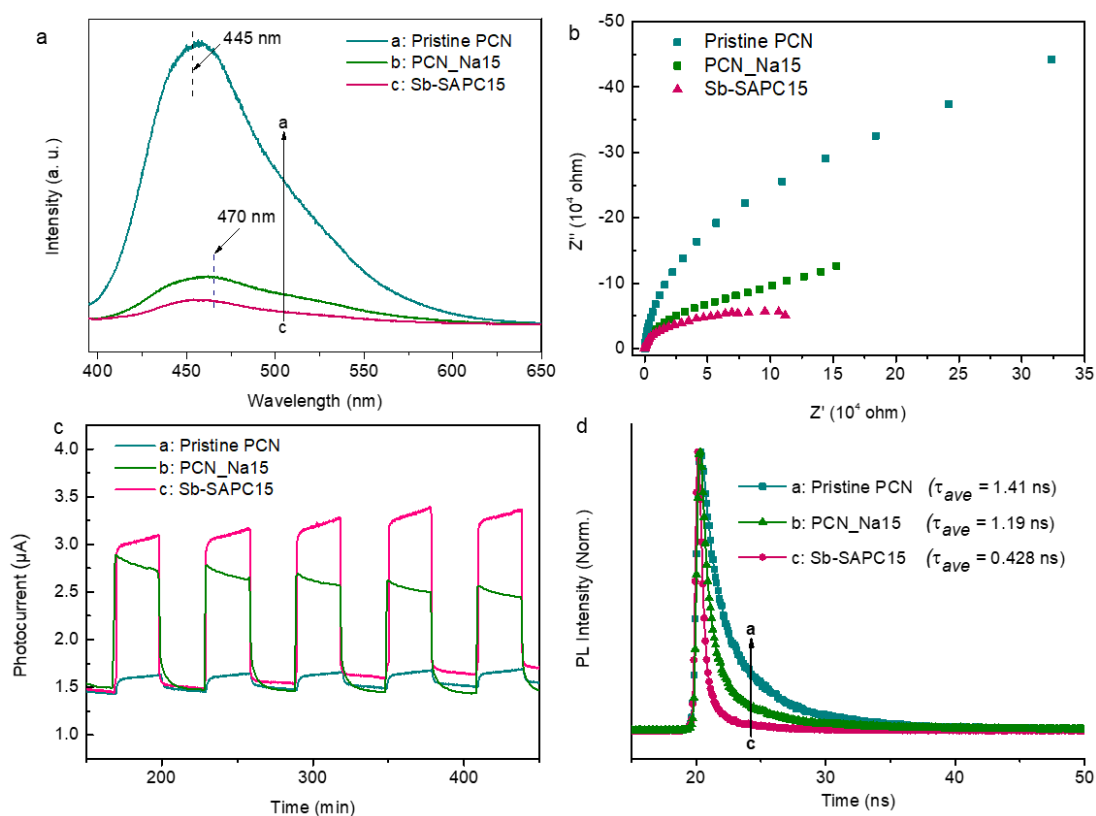 a
445 nm
a: Pristine PCN
b: PCN_Na15
c: Sb-SAPC15
a
470 nm
c
Intensity (a. u.)
400 450 500 550 600 650
Wavelength (nm)
b
Pristine PCN
PCN_Na15
Sb-SAPC15
-50
-40
-30
-20
-10
0
Z'' (10⁴ ohm)
0 5 10 15 20 25 30 35
Z' (10⁴ ohm)
c
a: Pristine PCN
b: PCN_Na15
c: Sb-SAPC15
4.0
3.5
3.0
2.5
2.0
1.5
1.0
Photocurrent (µA)
200 300 400
Time (min)
d
a: Pristine PCN (τave = 1.41 ns)
b: PCN_Na15 (τave = 1.19 ns)
c: Sb-SAPC15 (τave = 0.428 ns)
a
c
PL Intensity (Norm.)
20 30 40 50
Time (ns)